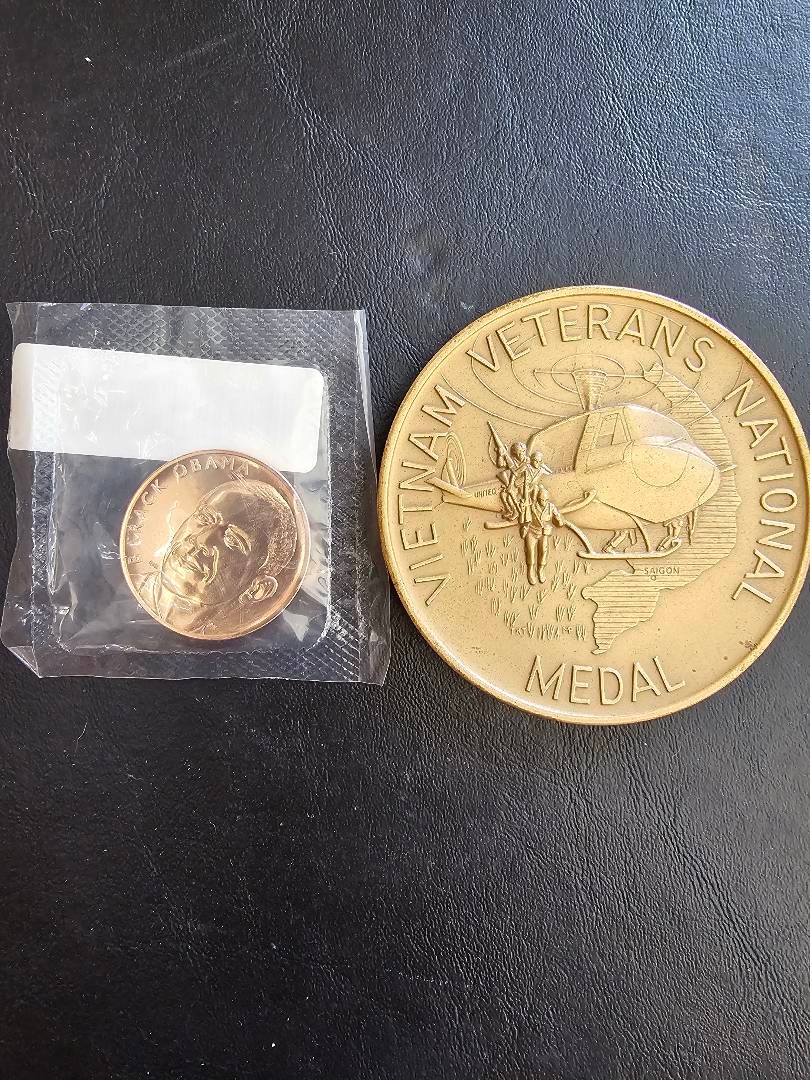 BARACK OBAMA
VIETNAM VETERANS NATIONAL
MEDAL
UNITED
SAIGON